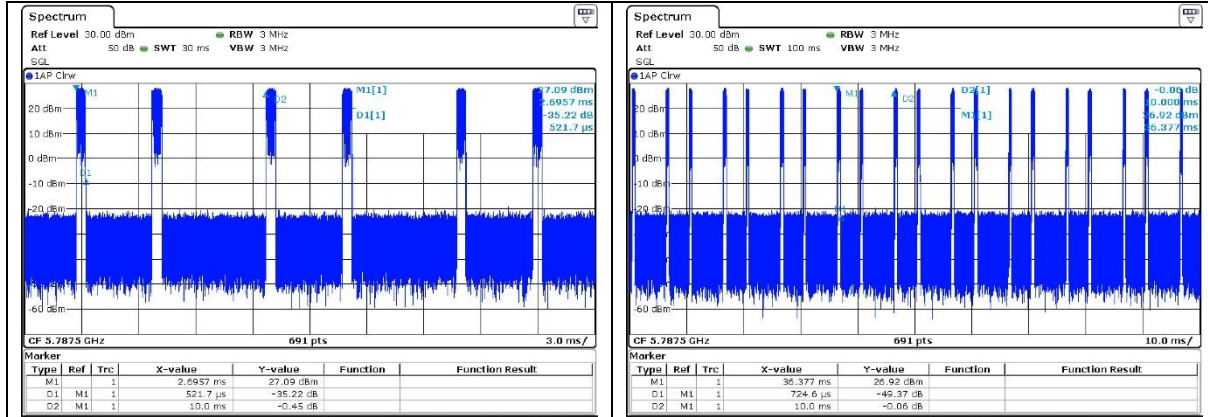 Spectrum
Ref Level 30.00 dBm RBW 3 MHz
Att 50 dB SWT 30 ms VBW 3 MHz
SGL
1AP Clrw
M1[1] 27.09 dBm
2.6957 ms
D1[1] -35.22 dB
521.7 µs
M1
D2
D1
20 dBm
10 dBm
0 dBm
-10 dBm
-20 dBm
-60 dBm
CF 5.7875 GHz 691 pts 3.0 ms/
Marker
Type Ref Trc X-value Y-value Function Function Result
M1 1 2.6957 ms 27.09 dBm
D1 M1 1 521.7 µs -35.22 dB
D2 M1 1 10.0 ms -0.45 dB
Spectrum
Ref Level 30.00 dBm RBW 3 MHz
Att 50 dB SWT 100 ms VBW 3 MHz
SGL
1AP Clrw
D2[1] -0.06 dB
10.000 ms
M1[1] 26.92 dBm
36.377 ms
M1
D2
20 dBm
0 dBm
-10 dBm
-60 dBm
CF 5.7875 GHz 691 pts 10.0 ms/
Marker
Type Ref Trc X-value Y-value Function Function Result
M1 1 36.377 ms 26.92 dBm
D1 M1 1 724.6 µs -49.37 dB
D2 M1 1 10.0 ms -0.06 dB